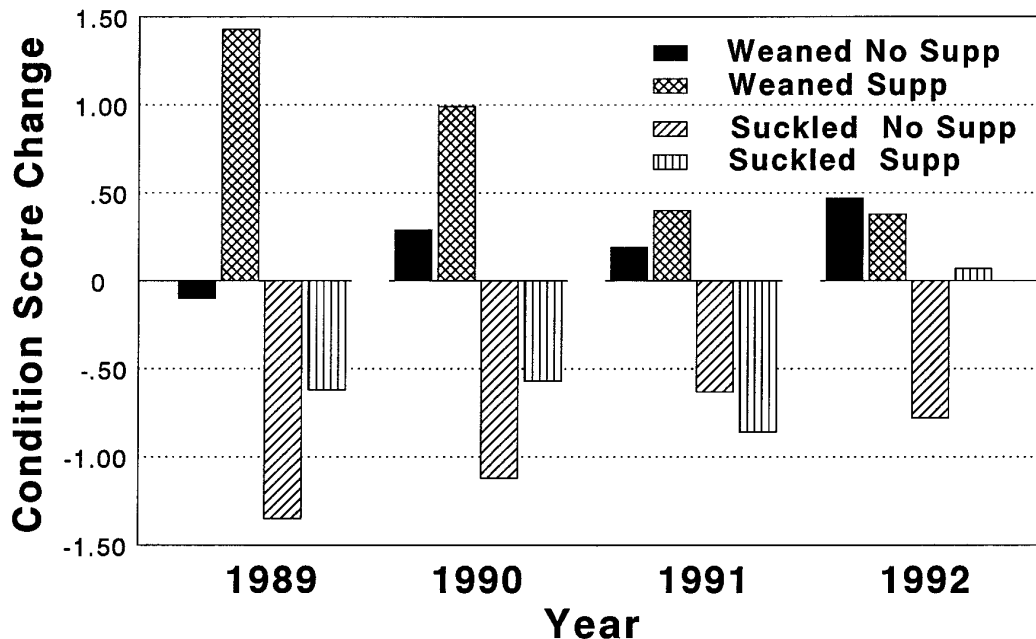 Condition Score Change
1.50
1.00
.50
0
-.50
-1.00
-1.50
Weaned No Supp
Weaned Supp
Suckled No Supp
Suckled Supp
1989 1990 1991 1992
Year